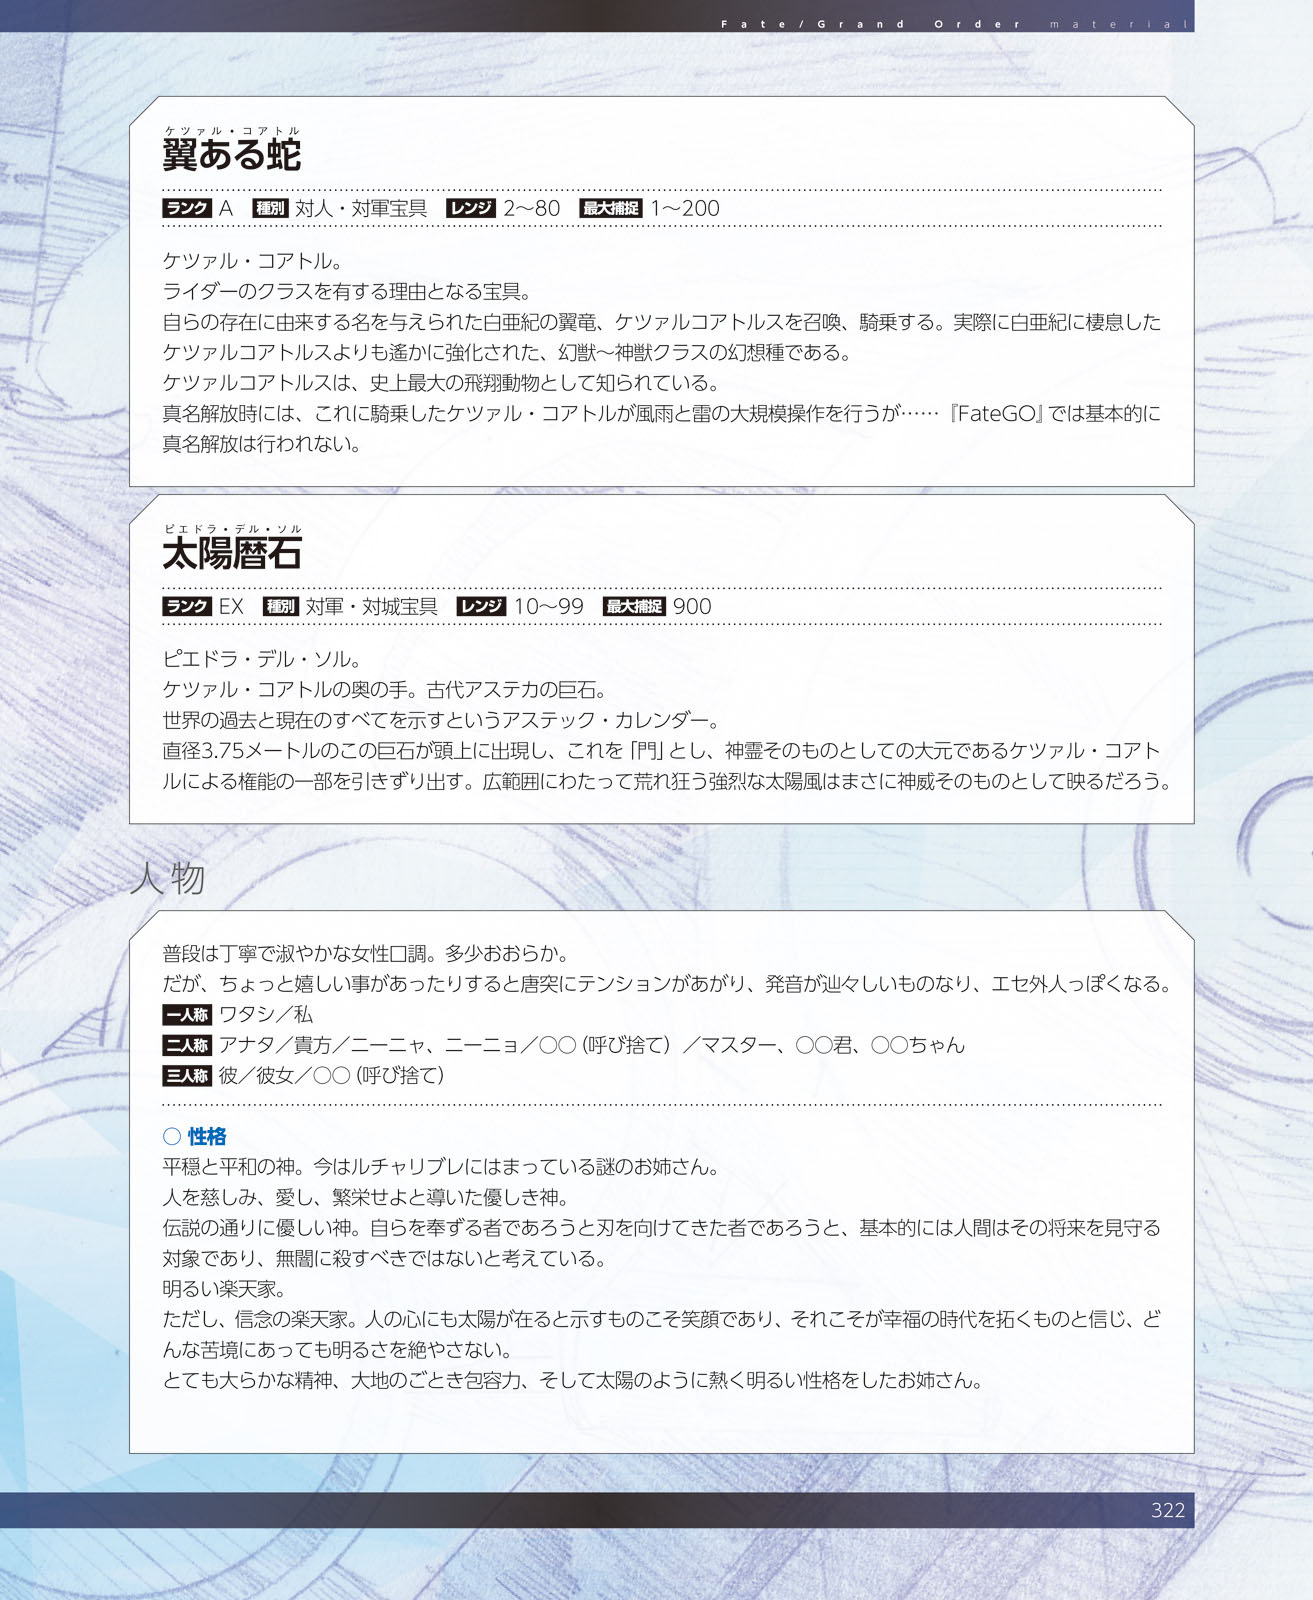 Fate/Grand Order material
ケツァル・コアトル
翼ある蛇
ランク A 種別 対人・対軍宝具 レンジ 2～80 最大捕捉 1～200
ケツァル・コアトル。
ライダーのクラスを有する理由となる宝具。
自らの存在に由来する名を与えられた白亜紀の翼竜、ケツァルコアトルスを召喚、騎乗する。実際に白亜紀に棲息した
ケツァルコアトルスよりも遙かに強化された、幻獣～神獣クラスの幻想種である。
ケツァルコアトルスは、史上最大の飛翔動物として知られている。
真名解放時には、これに騎乗したケツァル・コアトルが風雨と雷の大規模操作を行うが……『FateGO』では基本的に
真名解放は行われない。
ピエドラ・デル・ソル
太陽暦石
ランク EX 種別 対軍・対城宝具 レンジ 10～99 最大捕捉 900
ピエドラ・デル・ソル。
ケツァル・コアトルの奥の手。古代アステカの巨石。
世界の過去と現在のすべてを示すというアステック・カレンダー。
直径3.75メートルのこの巨石が頭上に出現し、これを「門」とし、神霊そのものとしての大元であるケツァル・コアト
ルによる権能の一部を引きずり出す。広範囲にわたって荒れ狂う強烈な太陽風はまさに神威そのものとして映るだろう。
人物
普段は丁寧で淑やかな女性口調。多少おおらか。
だが、ちょっと嬉しい事があったりすると唐突にテンションがあがり、発音が辿々しいものなり、エセ外人っぽくなる。
一人称 ワタシ／私
二人称 アナタ／貴方／ニーニャ、ニーニョ／○○（呼び捨て）／マスター、○○君、○○ちゃん
三人称 彼／彼女／○○（呼び捨て）
○ 性格
平穏と平和の神。今はルチャリブレにはまっている謎のお姉さん。
人を慈しみ、愛し、繁栄せよと導いた優しき神。
伝説の通りに優しい神。自らを奉ずる者であろうと刃を向けてきた者であろうと、基本的には人間はその将来を見守る
対象であり、無闇に殺すべきではないと考えている。
明るい楽天家。
ただし、信念の楽天家。人の心にも太陽が在ると示すものこそ笑顔であり、それこそが幸福の時代を拓くものと信じ、ど
んな苦境にあっても明るさを絶やさない。
とても大らかな精神、大地のごとき包容力、そして太陽のように熱く明るい性格をしたお姉さん。
322